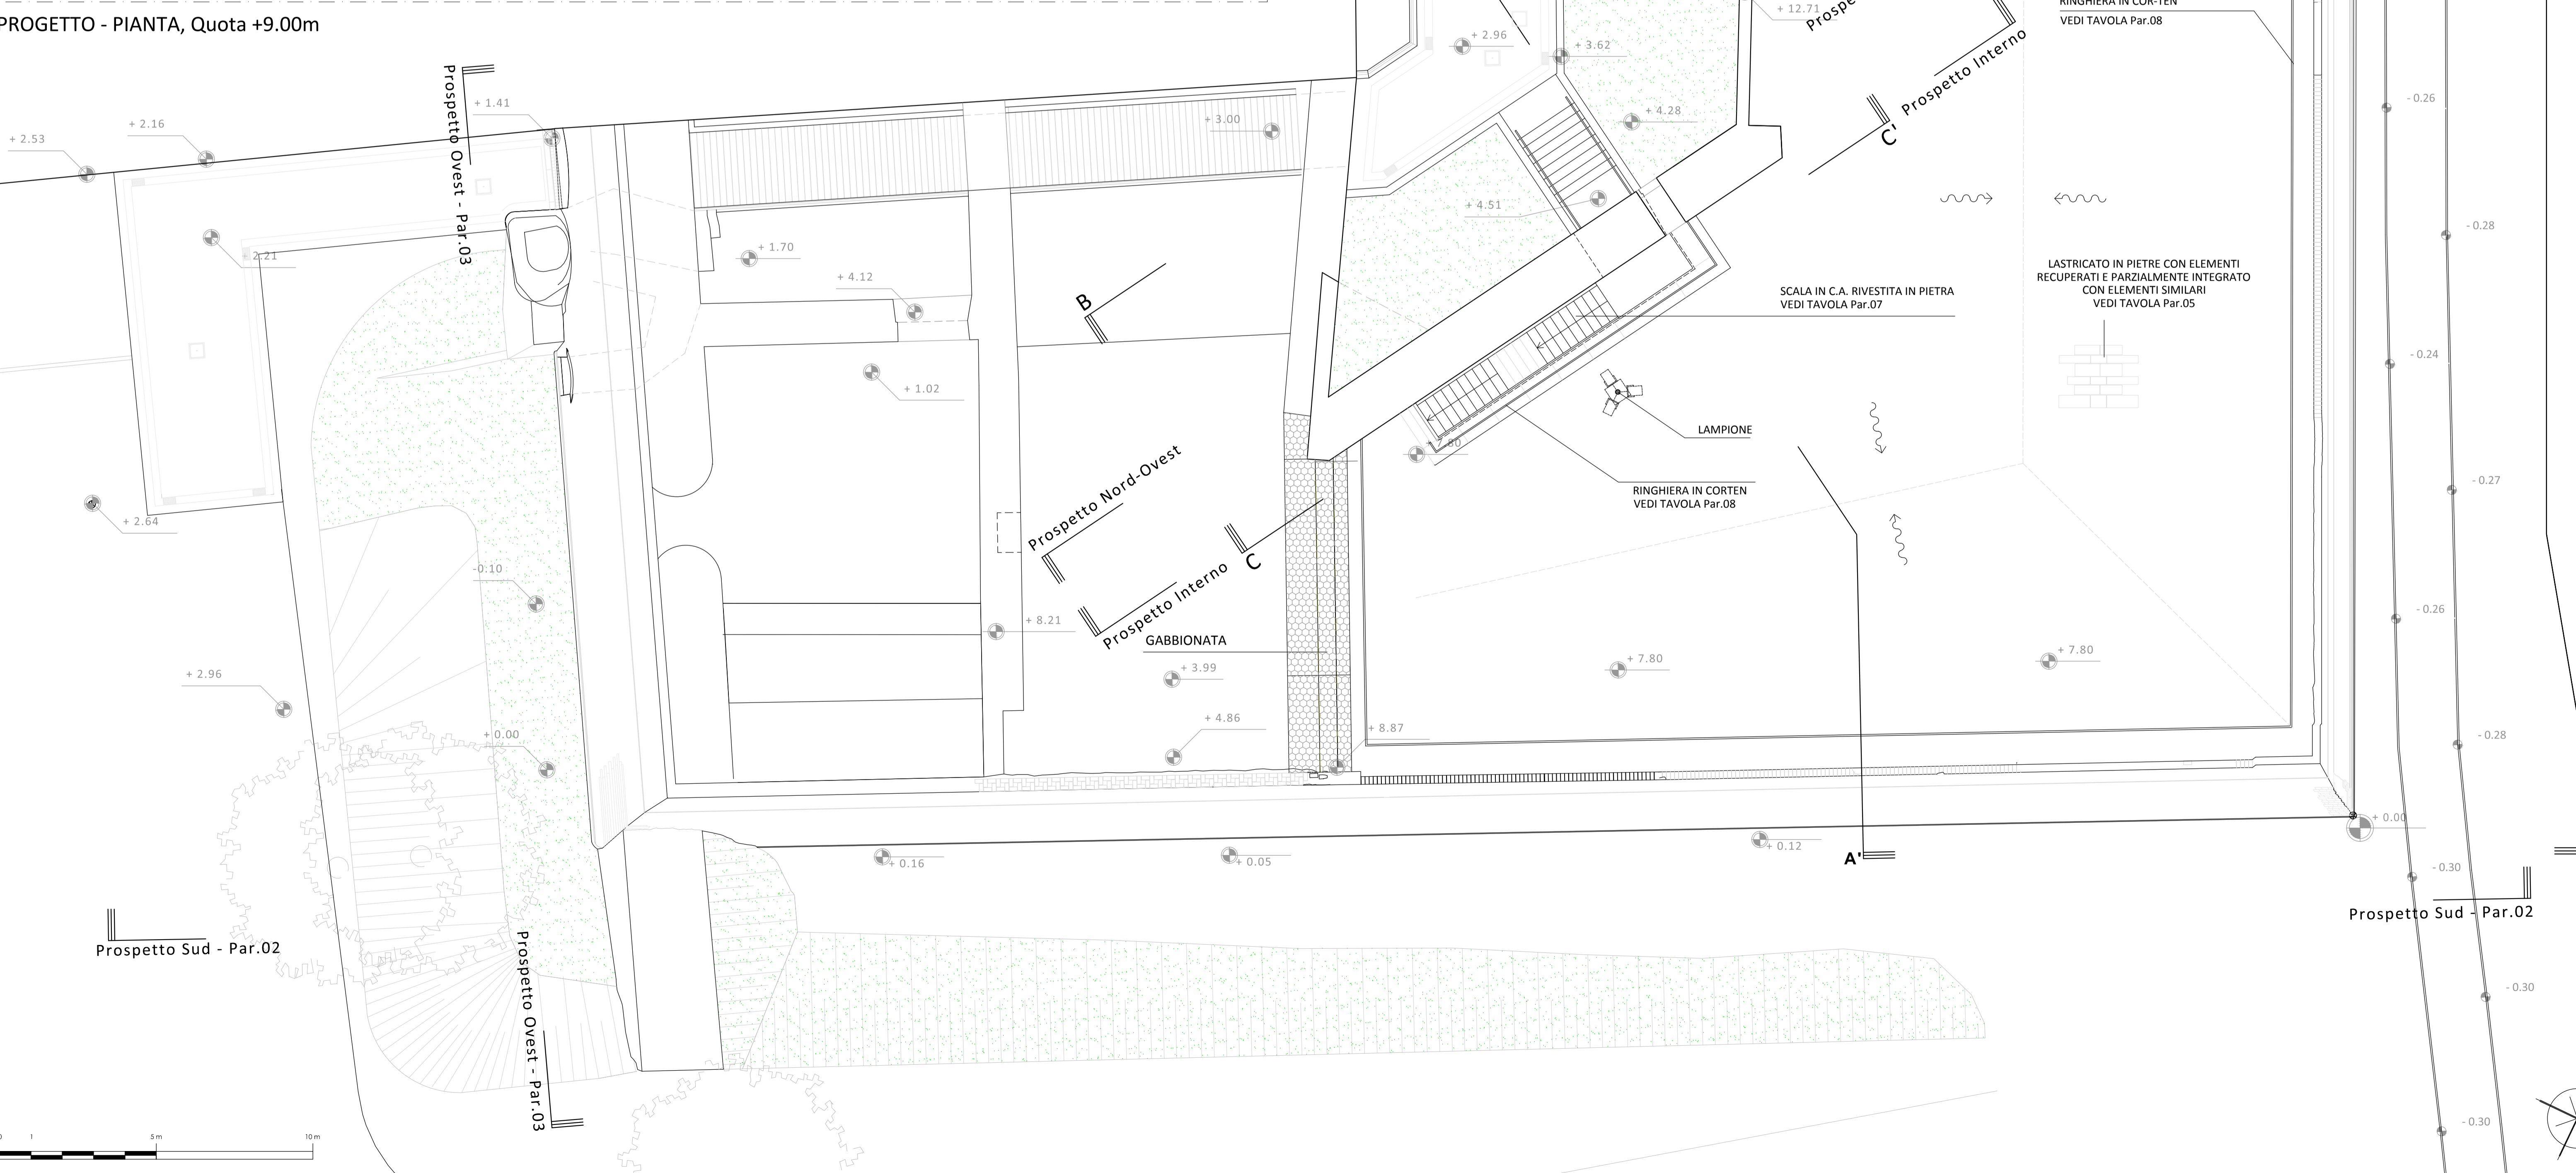 PROGETTO - PIANTA, Quota +9.00m
RINGHIERA IN COR-TEN
VEDI TAVOLA Par.08
+ 12.71
Prospetto Interno
+ 2.96
+ 3.62
Prospetto Ovest - Par.03
+ 1.41
+ 2.16
+ 2.53
+ 3.00
+ 4.28
C'
- 0.26
+ 4.51
- 0.28
+ 2.21
+ 1.70
+ 4.12
B
SCALA IN C.A. RIVESTITA IN PIETRA
VEDI TAVOLA Par.07
LASTRICATO IN PIETRE CON ELEMENTI
RECUPERATI E PARZIALMENTE INTEGRATO
CON ELEMENTI SIMILARI
VEDI TAVOLA Par.05
- 0.24
+ 1.02
LAMPIONE
+ 7.80
Prospetto Nord-Ovest
RINGHIERA IN CORTEN
VEDI TAVOLA Par.08
- 0.27
+ 2.64
-0.10
C
Prospetto Interno
- 0.26
+ 8.21
GABBIONATA
+ 3.99
+ 7.80
+ 7.80
+ 2.96
+ 4.86
+ 8.87
+ 0.00
- 0.28
+ 0.00
+ 0.16
+ 0.05
+ 0.12
A'
- 0.30
Prospetto Sud - Par.02
Prospetto Sud - Par.02
Prospetto Ovest - Par.03
- 0.30
- 0.30
0 1 5 m 10 m